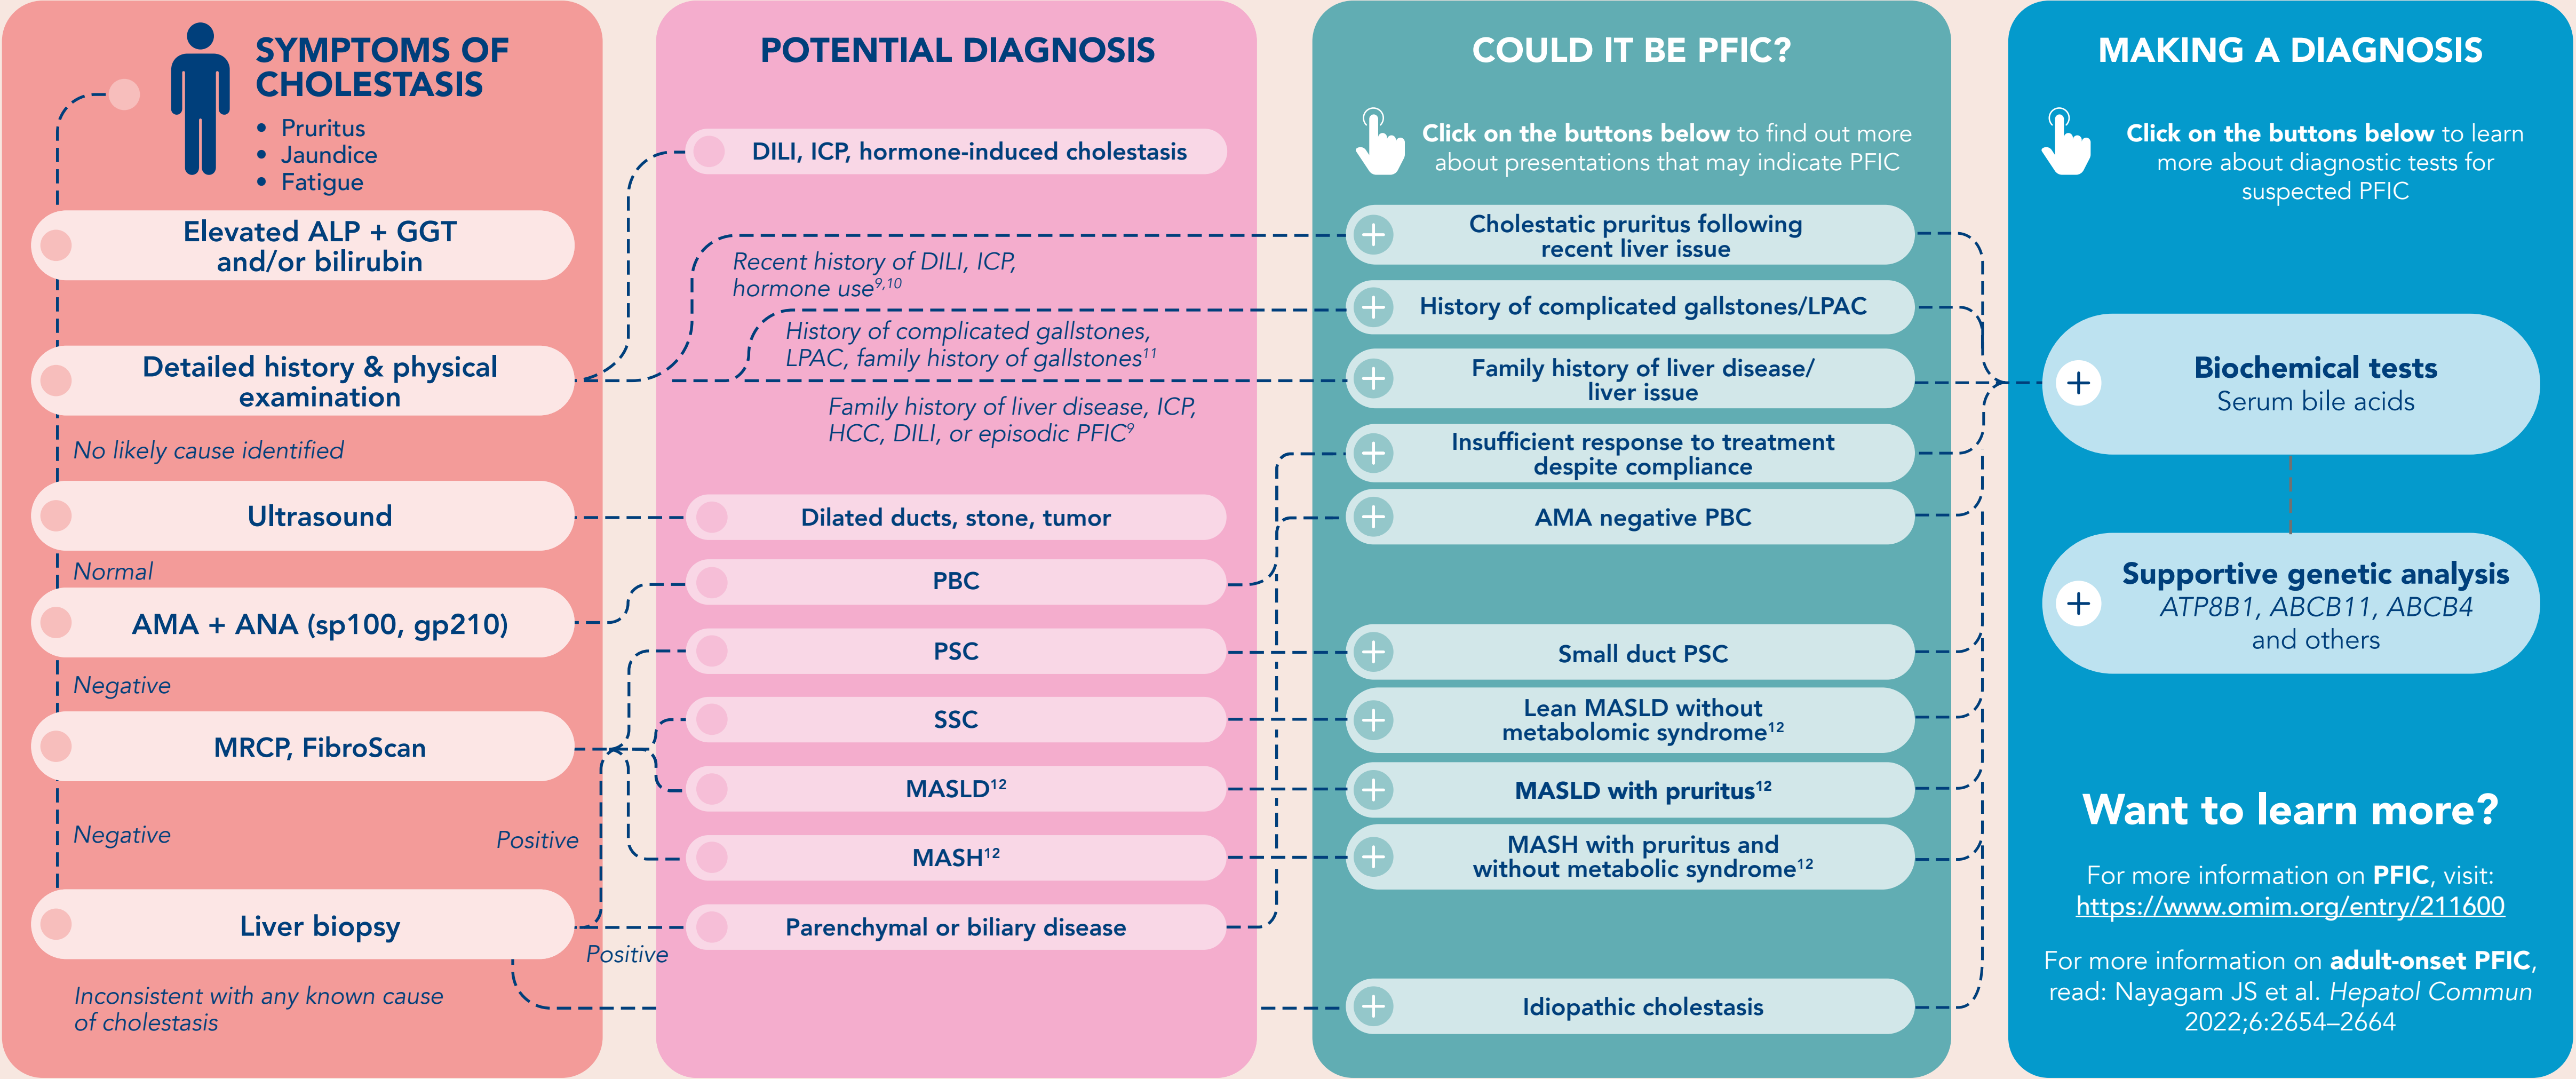 SYMPTOMS OF
CHOLESTASIS
• Pruritus
• Jaundice
• Fatigue
Elevated ALP + GGT
and/or bilirubin
Detailed history & physical
examination
No likely cause identified
Ultrasound
Normal
AMA + ANA (sp100, gp210)
Negative
MRCP, FibroScan
Negative
Positive
Liver biopsy
Positive
Inconsistent with any known cause
of cholestasis
POTENTIAL DIAGNOSIS
DILI, ICP, hormone-induced cholestasis
Recent history of DILI, ICP,
hormone use9,10
History of complicated gallstones,
LPAC, family history of gallstones11
Family history of liver disease, ICP,
HCC, DILI, or episodic PFIC9
Dilated ducts, stone, tumor
PBC
PSC
SSC
MASLD12
MASH12
Parenchymal or biliary disease
COULD IT BE PFIC?
Click on the buttons below to find out more
about presentations that may indicate PFIC
Cholestatic pruritus following
recent liver issue
History of complicated gallstones/LPAC
Family history of liver disease/
liver issue
Insufficient response to treatment
despite compliance
AMA negative PBC
Small duct PSC
Lean MASLD without
metabolomic syndrome12
MASLD with pruritus12
MASH with pruritus and
without metabolic syndrome12
Idiopathic cholestasis
MAKING A DIAGNOSIS
Click on the buttons below to learn
more about diagnostic tests for
suspected PFIC
Biochemical tests
Serum bile acids
Supportive genetic analysis
ATP8B1, ABCB11, ABCB4
and others
Want to learn more?
For more information on PFIC, visit:
https://www.omim.org/entry/211600
For more information on adult-onset PFIC,
read: Nayagam JS et al. Hepatol Commun
2022;6:2654–2664